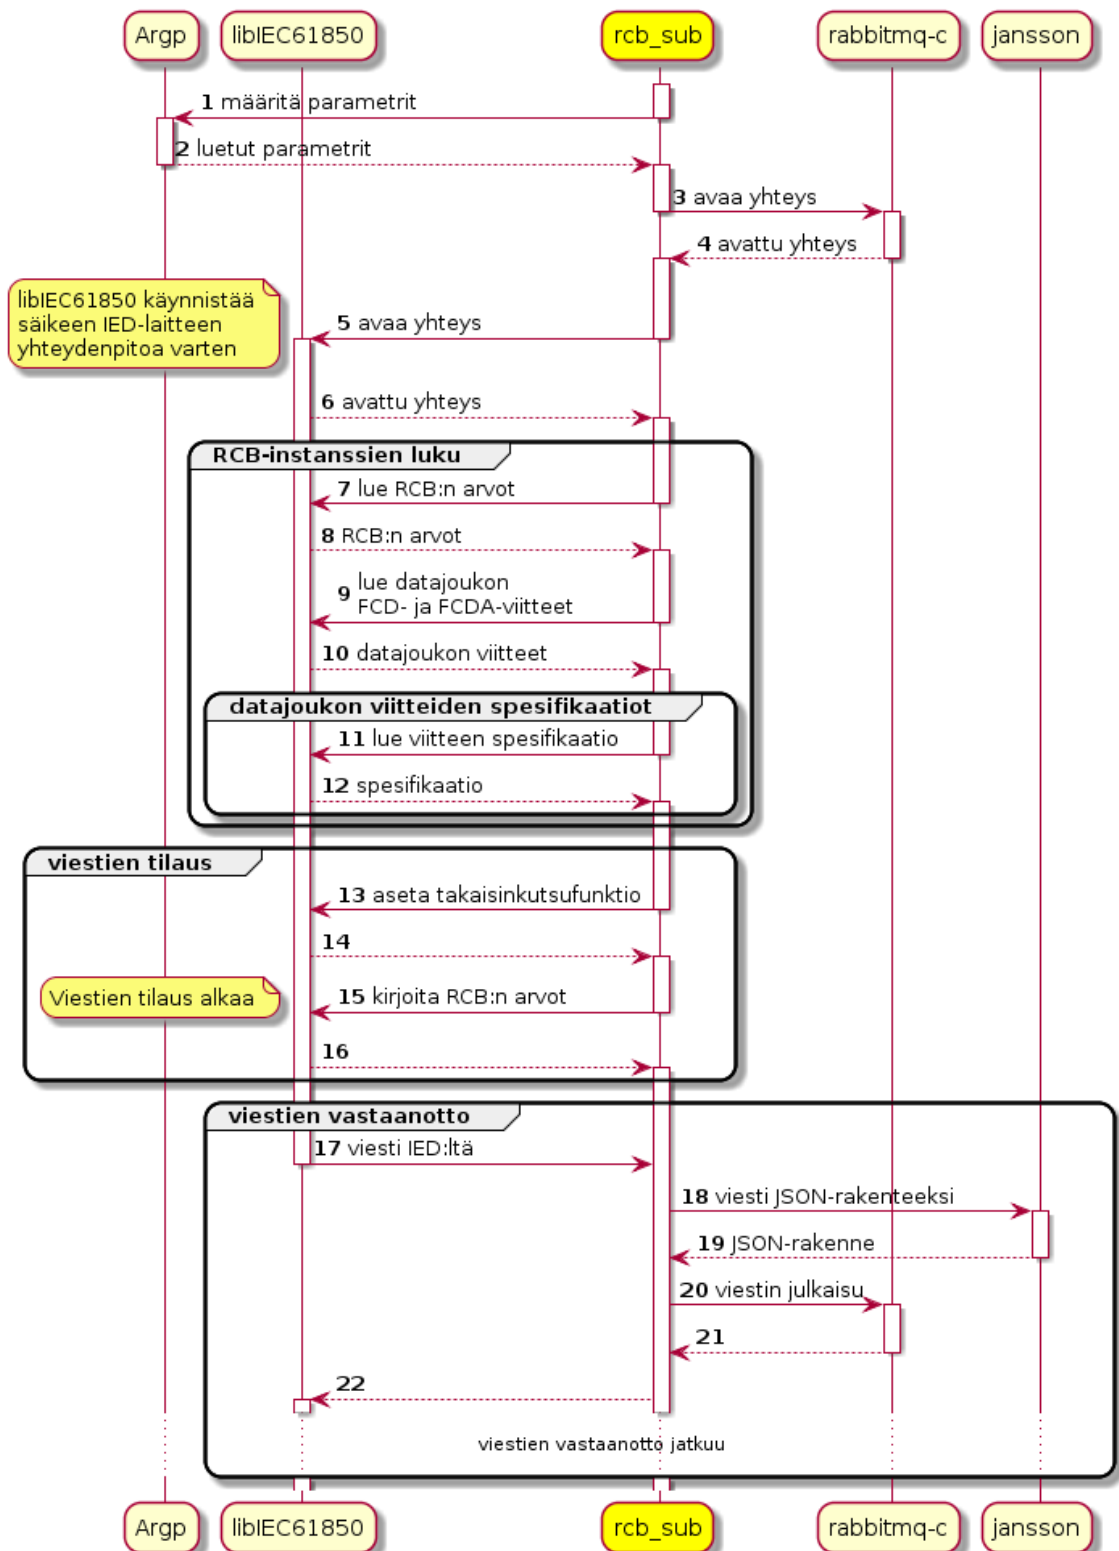 Argp
libIEC61850
rcb_sub
rabbitmq-c
jansson
1 määritä parametrit
2 luetut parametrit
3 avaa yhteys
4 avattu yhteys
libIEC61850 käynnistää
säikeen IED-laitteen
yhteydenpitoa varten
5 avaa yhteys
6 avattu yhteys
RCB-instanssien luku
7 lue RCB:n arvot
8 RCB:n arvot
9 lue datajoukon
FCD- ja FCDA-viitteet
10 datajoukon viitteet
datajoukon viitteiden spesifikaatiot
11 lue viitteen spesifikaatio
12 spesifikaatio
viestien tilaus
13 aseta takaisinkutsufunktio
14
Viestien tilaus alkaa
15 kirjoita RCB:n arvot
16
viestien vastaanotto
17 viesti IED:ltä
18 viesti JSON-rakenteeksi
19 JSON-rakenne
20 viestin julkaisu
21
22
viestien vastaanotto jatkuu
Argp
libIEC61850
rcb_sub
rabbitmq-c
jansson